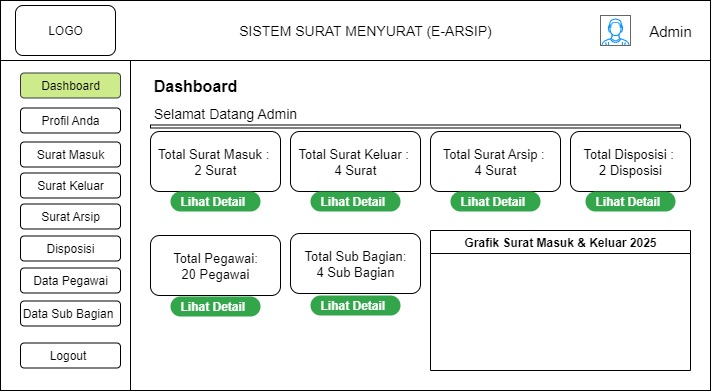 LOGO
SISTEM SURAT MENYURAT (E-ARSIP)
Admin
Dashboard
Profil Anda
Surat Masuk
Surat Keluar
Surat Arsip
Disposisi
Data Pegawai
Data Sub Bagian
Logout
Dashboard
Selamat Datang Admin
Total Surat Masuk :
2 Surat
Lihat Detail
Total Surat Keluar :
4 Surat
Lihat Detail
Total Surat Arsip :
4 Surat
Lihat Detail
Total Disposisi :
2 Disposisi
Lihat Detail
Total Pegawai:
20 Pegawai
Lihat Detail
Total Sub Bagian:
4 Sub Bagian
Lihat Detail
Grafik Surat Masuk & Keluar 2025